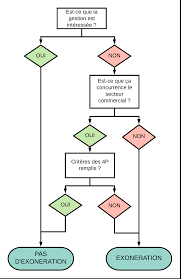 Est-ce que la
gestion est
intéressée ?
OUI
NON
Est-ce que ça
concurrence le
secteur
commercial ?
OUI
NON
Critères des 4P
remplis ?
OUI
NON
PAS
D'EXONERATION
EXONERATION